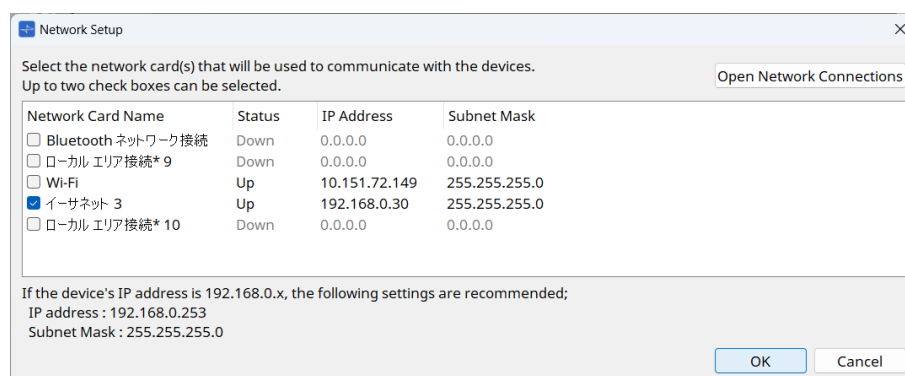 Network Setup
Select the network card(s) that will be used to communicate with the devices.
Up to two check boxes can be selected.
Open Network Connections
Network Card Name Status IP Address Subnet Mask
Bluetooth ネットワーク接続 Down 0.0.0.0 0.0.0.0
ローカル エリア接続* 9 Down 0.0.0.0 0.0.0.0
Wi-Fi Up 10.151.72.149 255.255.255.0
イーサネット 3 Up 192.168.0.30 255.255.255.0
ローカル エリア接続* 10 Down 0.0.0.0 0.0.0.0
If the device's IP address is 192.168.0.x, the following settings are recommended;
IP address : 192.168.0.253
Subnet Mask : 255.255.255.0
OK Cancel